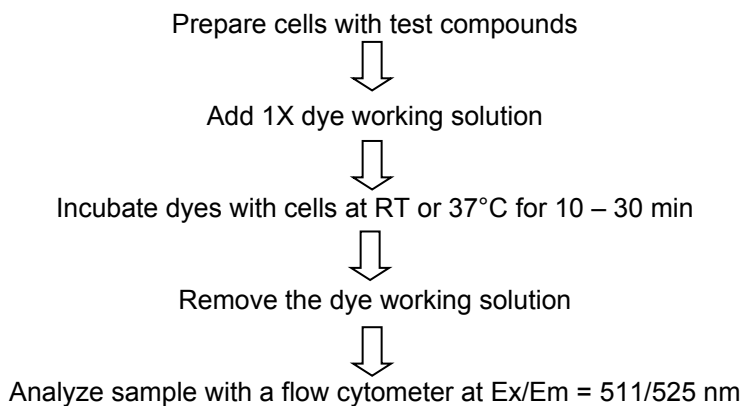 Prepare cells with test compounds
Add 1X dye working solution
Incubate dyes with cells at RT or 37°C for 10 – 30 min
Remove the dye working solution
Analyze sample with a flow cytometer at Ex/Em = 511/525 nm